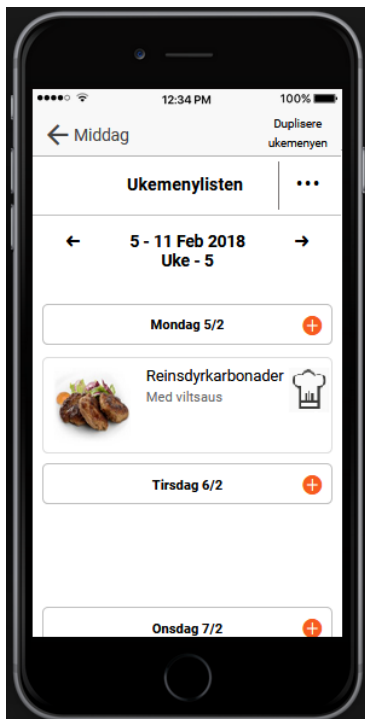 12:34 PM
100%
Middag
Duplisere
ukemenyen
Ukemenylisten
5 - 11 Feb 2018
Uke - 5
Mondag 5/2
Reinsdyrkarbonader
Med viltsaus
Tirsdag 6/2
Onsdag 7/2